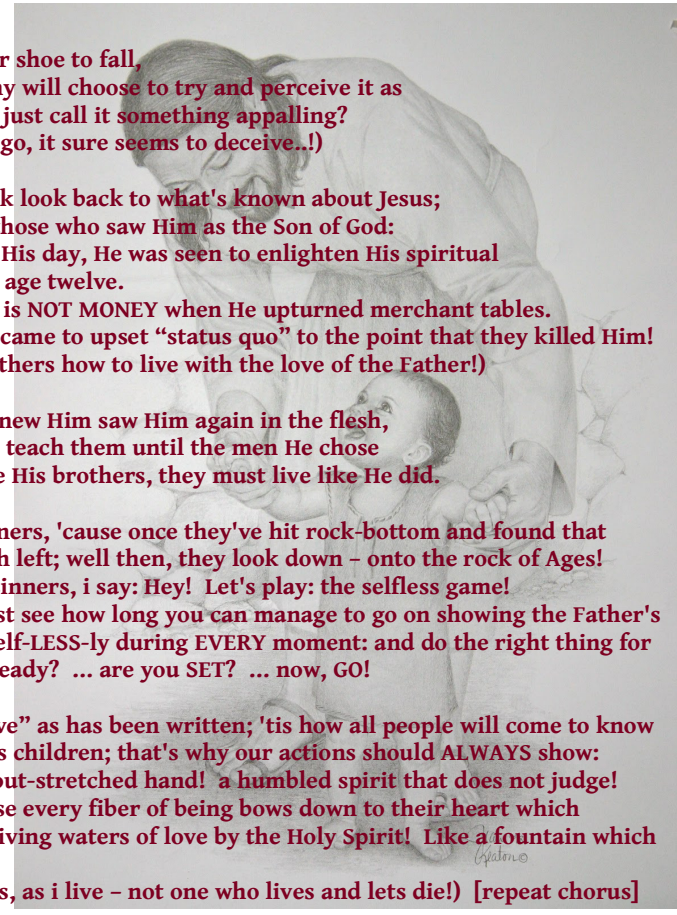 r shoe to fall,
y will choose to try and perceive it as
just call it something appalling?
go, it sure seems to deceive..!)
k look back to what's known about Jesus;
hose who saw Him as the Son of God:
His day, He was seen to enlighten His spiritual
age twelve.
is NOT MONEY when He upturned merchant tables.
came to upset “status quo” to the point that they killed Him!
thers how to live with the love of the Father!)
new Him saw Him again in the flesh,
teach them until the men He chose
e His brothers, they must live like He did.
ners, 'cause once they've hit rock-bottom and found that
h left; well then, they look down – onto the rock of Ages!
inners, i say: Hey! Let's play: the selfless game!
st see how long you can manage to go on showing the Father's
elf-LESS-ly during EVERY moment: and do the right thing for
eady? ... are you SET? ... now, GO!
ve” as has been written; 'tis how all people will come to know
s children; that's why our actions should ALWAYS show:
out-stretched hand! a humbled spirit that does not judge!
se every fiber of being bows down to their heart which
iving waters of love by the Holy Spirit! Like a fountain which
Keaton©
s, as i live – not one who lives and lets die!) [repeat chorus]